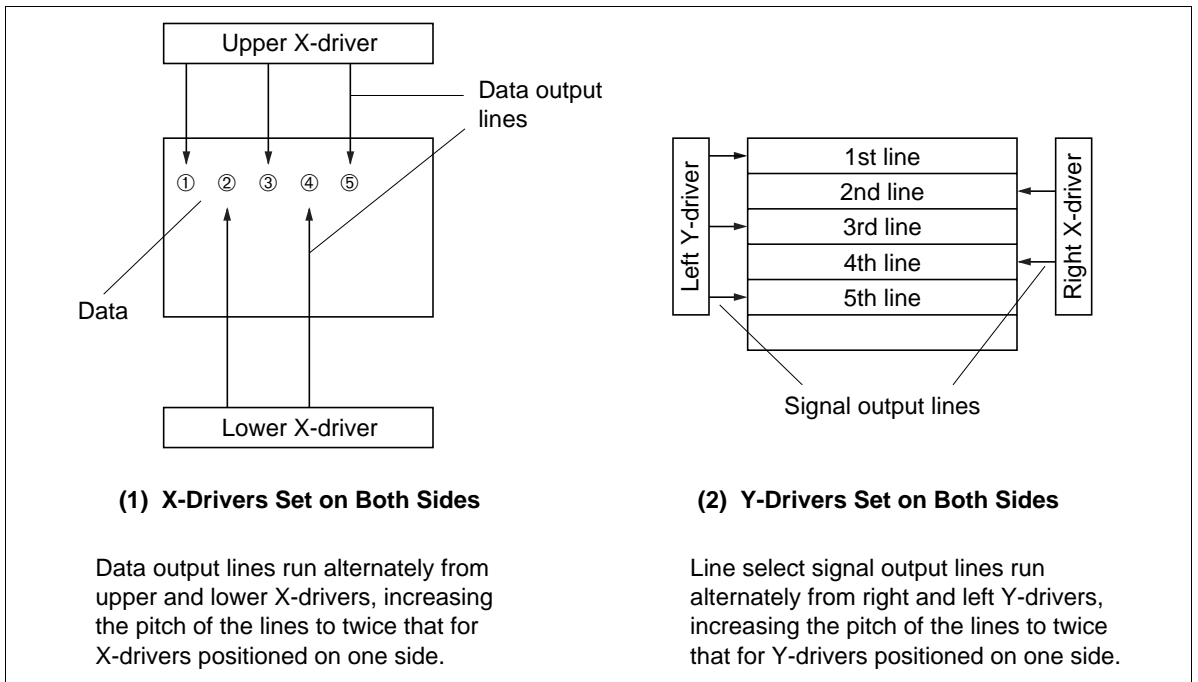 Upper X-driver
Data output
lines
① ② ③ ④ ⑤
Data
Lower X-driver
(1) X-Drivers Set on Both Sides
Data output lines run alternately from
upper and lower X-drivers, increasing
the pitch of the lines to twice that for
X-drivers positioned on one side.
Left Y-driver
1st line
2nd line
3rd line
4th line
5th line
Right X-driver
Signal output lines
(2) Y-Drivers Set on Both Sides
Line select signal output lines run
alternately from right and left Y-drivers,
increasing the pitch of the lines to twice
that for Y-drivers positioned on one side.